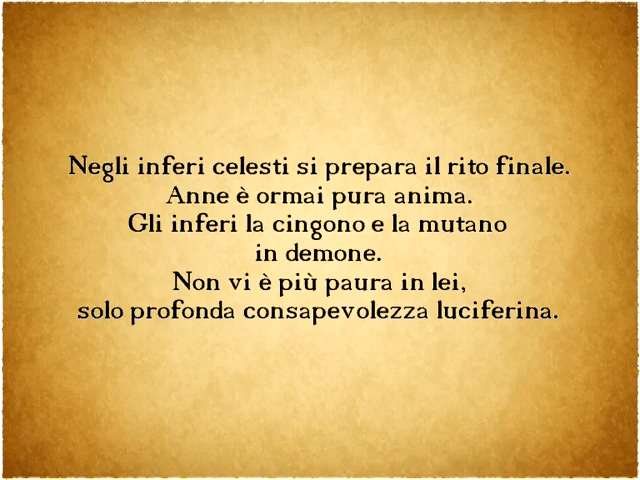 Negli inferi celesti si prepara il rito finale.
Anne è ormai pura anima.
Gli inferi la cingono e la mutano
in demone.
Non vi è più paura in lei,
solo profonda consapevolezza luciferina.